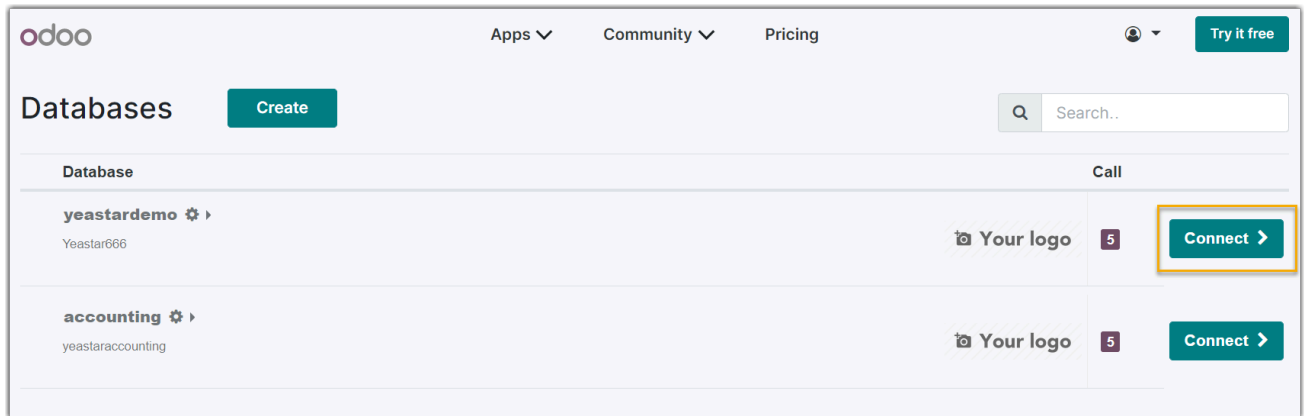 odoo Apps Community Pricing Try it free
Databases Create Search..
Database Call
yeastardemo
Yeastar666
Your logo 5 Connect
accounting
yeastaraccounting
Your logo 5 Connect